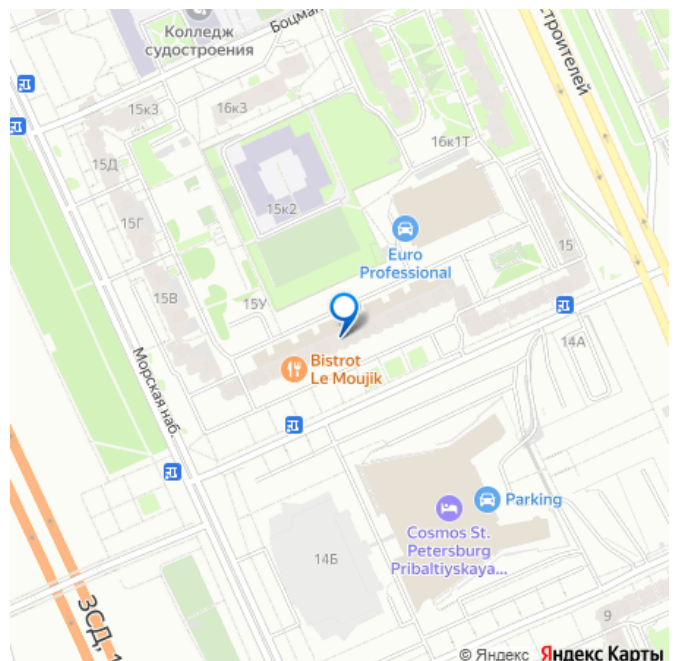 Колледж
судостроения
Боцма
строителей
15к3
16к3
16к1Т
15Д
15к2
15Г
Euro
Professional
15
15В
15У
14А
Bistrot
Le Moujik
Морская наб.
Parking
Cosmos St.
Petersburg
Pribaltiyskaya...
14Б
ЗСД, 1
9
© Яндекс Яндекс Карты